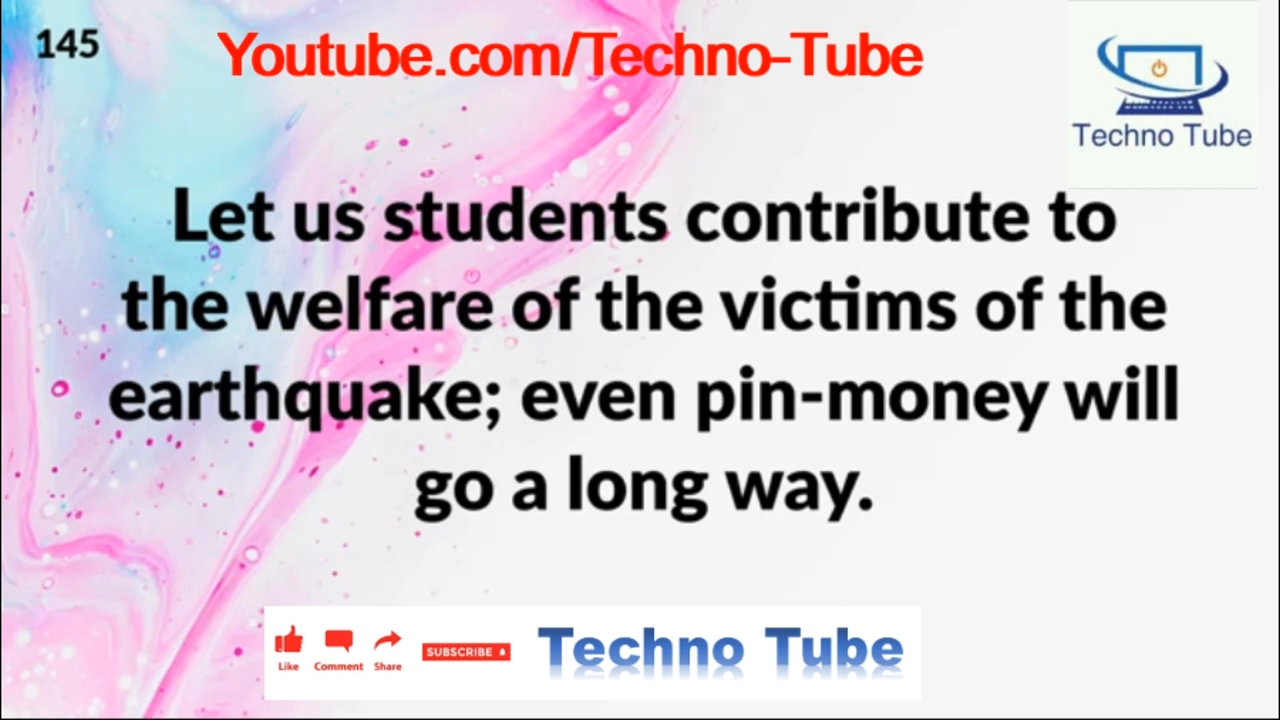 145
Youtube.com/Techno-Tube
Techno Tube
Let us students contribute to
the welfare of the victims of the
earthquake; even pin-money will
go a long way.
Like Comment Share
SUBSCRIBE
Techno Tube